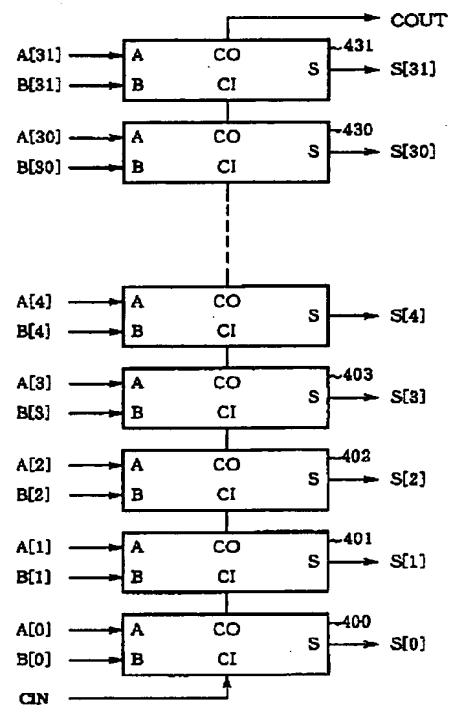 COUT
431
A[31] A CO
S S[31]
B[31] B CI
430
A[30] A CO
S S[30]
B[30] B CI
A[4] A CO
S S[4]
B[4] B CI
403
A[3] A CO
S S[3]
B[3] B CI
402
A[2] A CO
S S[2]
B[2] B CI
401
A[1] A CO
S S[1]
B[1] B CI
400
A[0] A CO
S S[0]
B[0] B CI
CIN